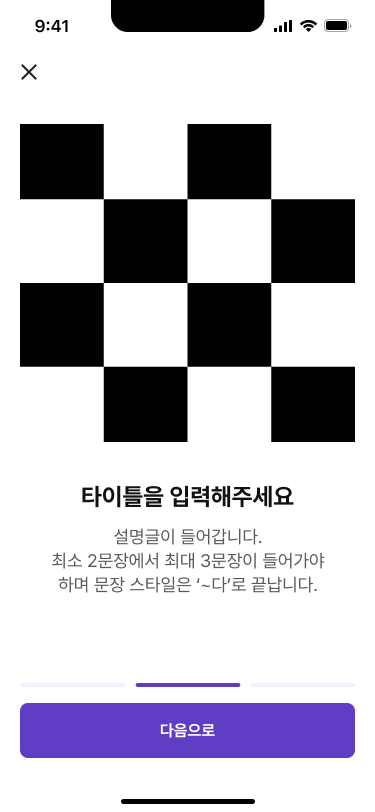 9:41
타이틀을 입력해주세요
설명글이 들어갑니다.
최소 2문장에서 최대 3문장이 들어가야
하며 문장 스타일은 ‘~다’로 끝납니다.
다음으로